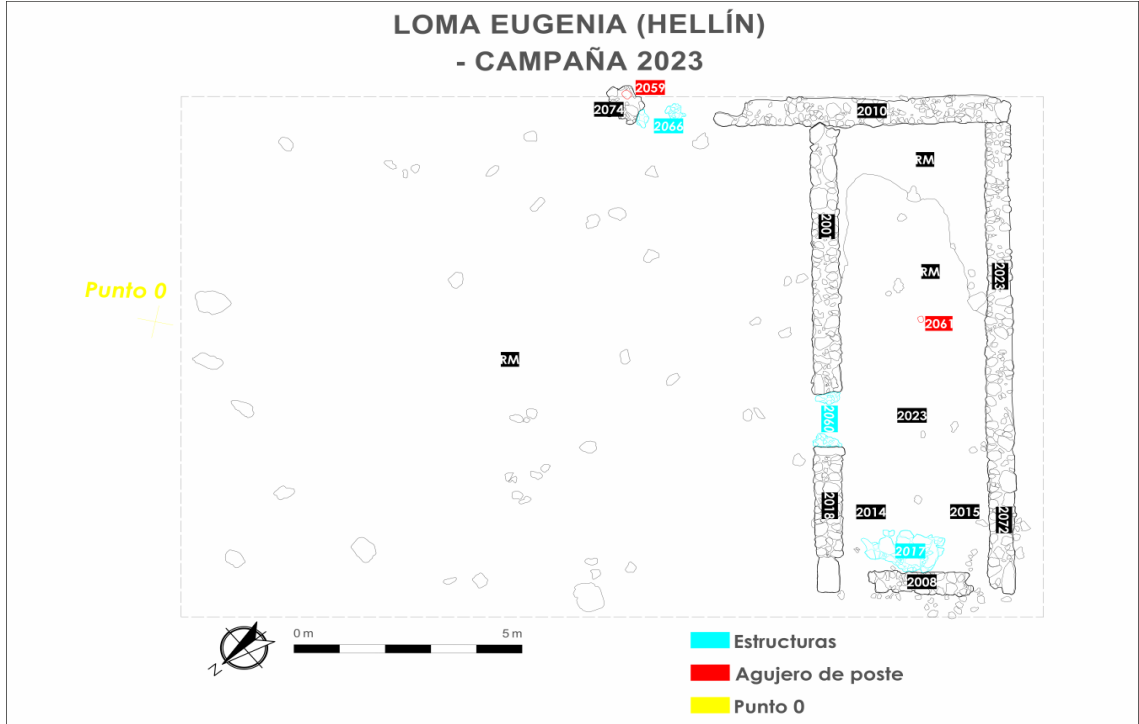 LOMA EUGENIA (HELLÍN)
- CAMPAÑA 2023
2059
2074
2066
2010
RM
2001
RM
2023
Punto 0
2061
RM
2060
2023
2018
2014
2015
2072
2017
2008
N
0 m
5 m
Estructuras
Agujero de poste
Punto 0